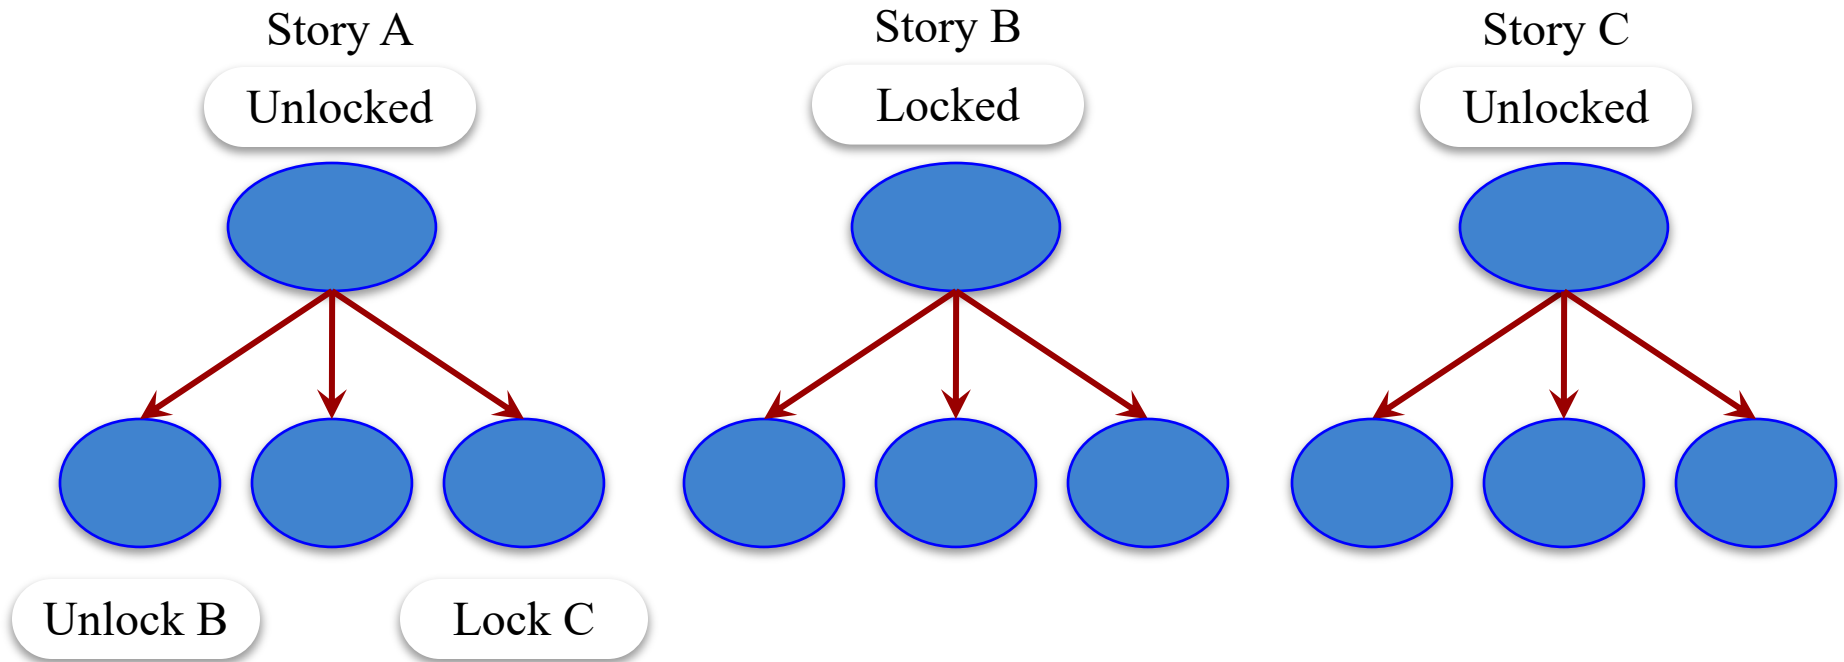 Story A
Story B
Story C
Unlocked
Locked
Unlocked
Unlock B
Lock C